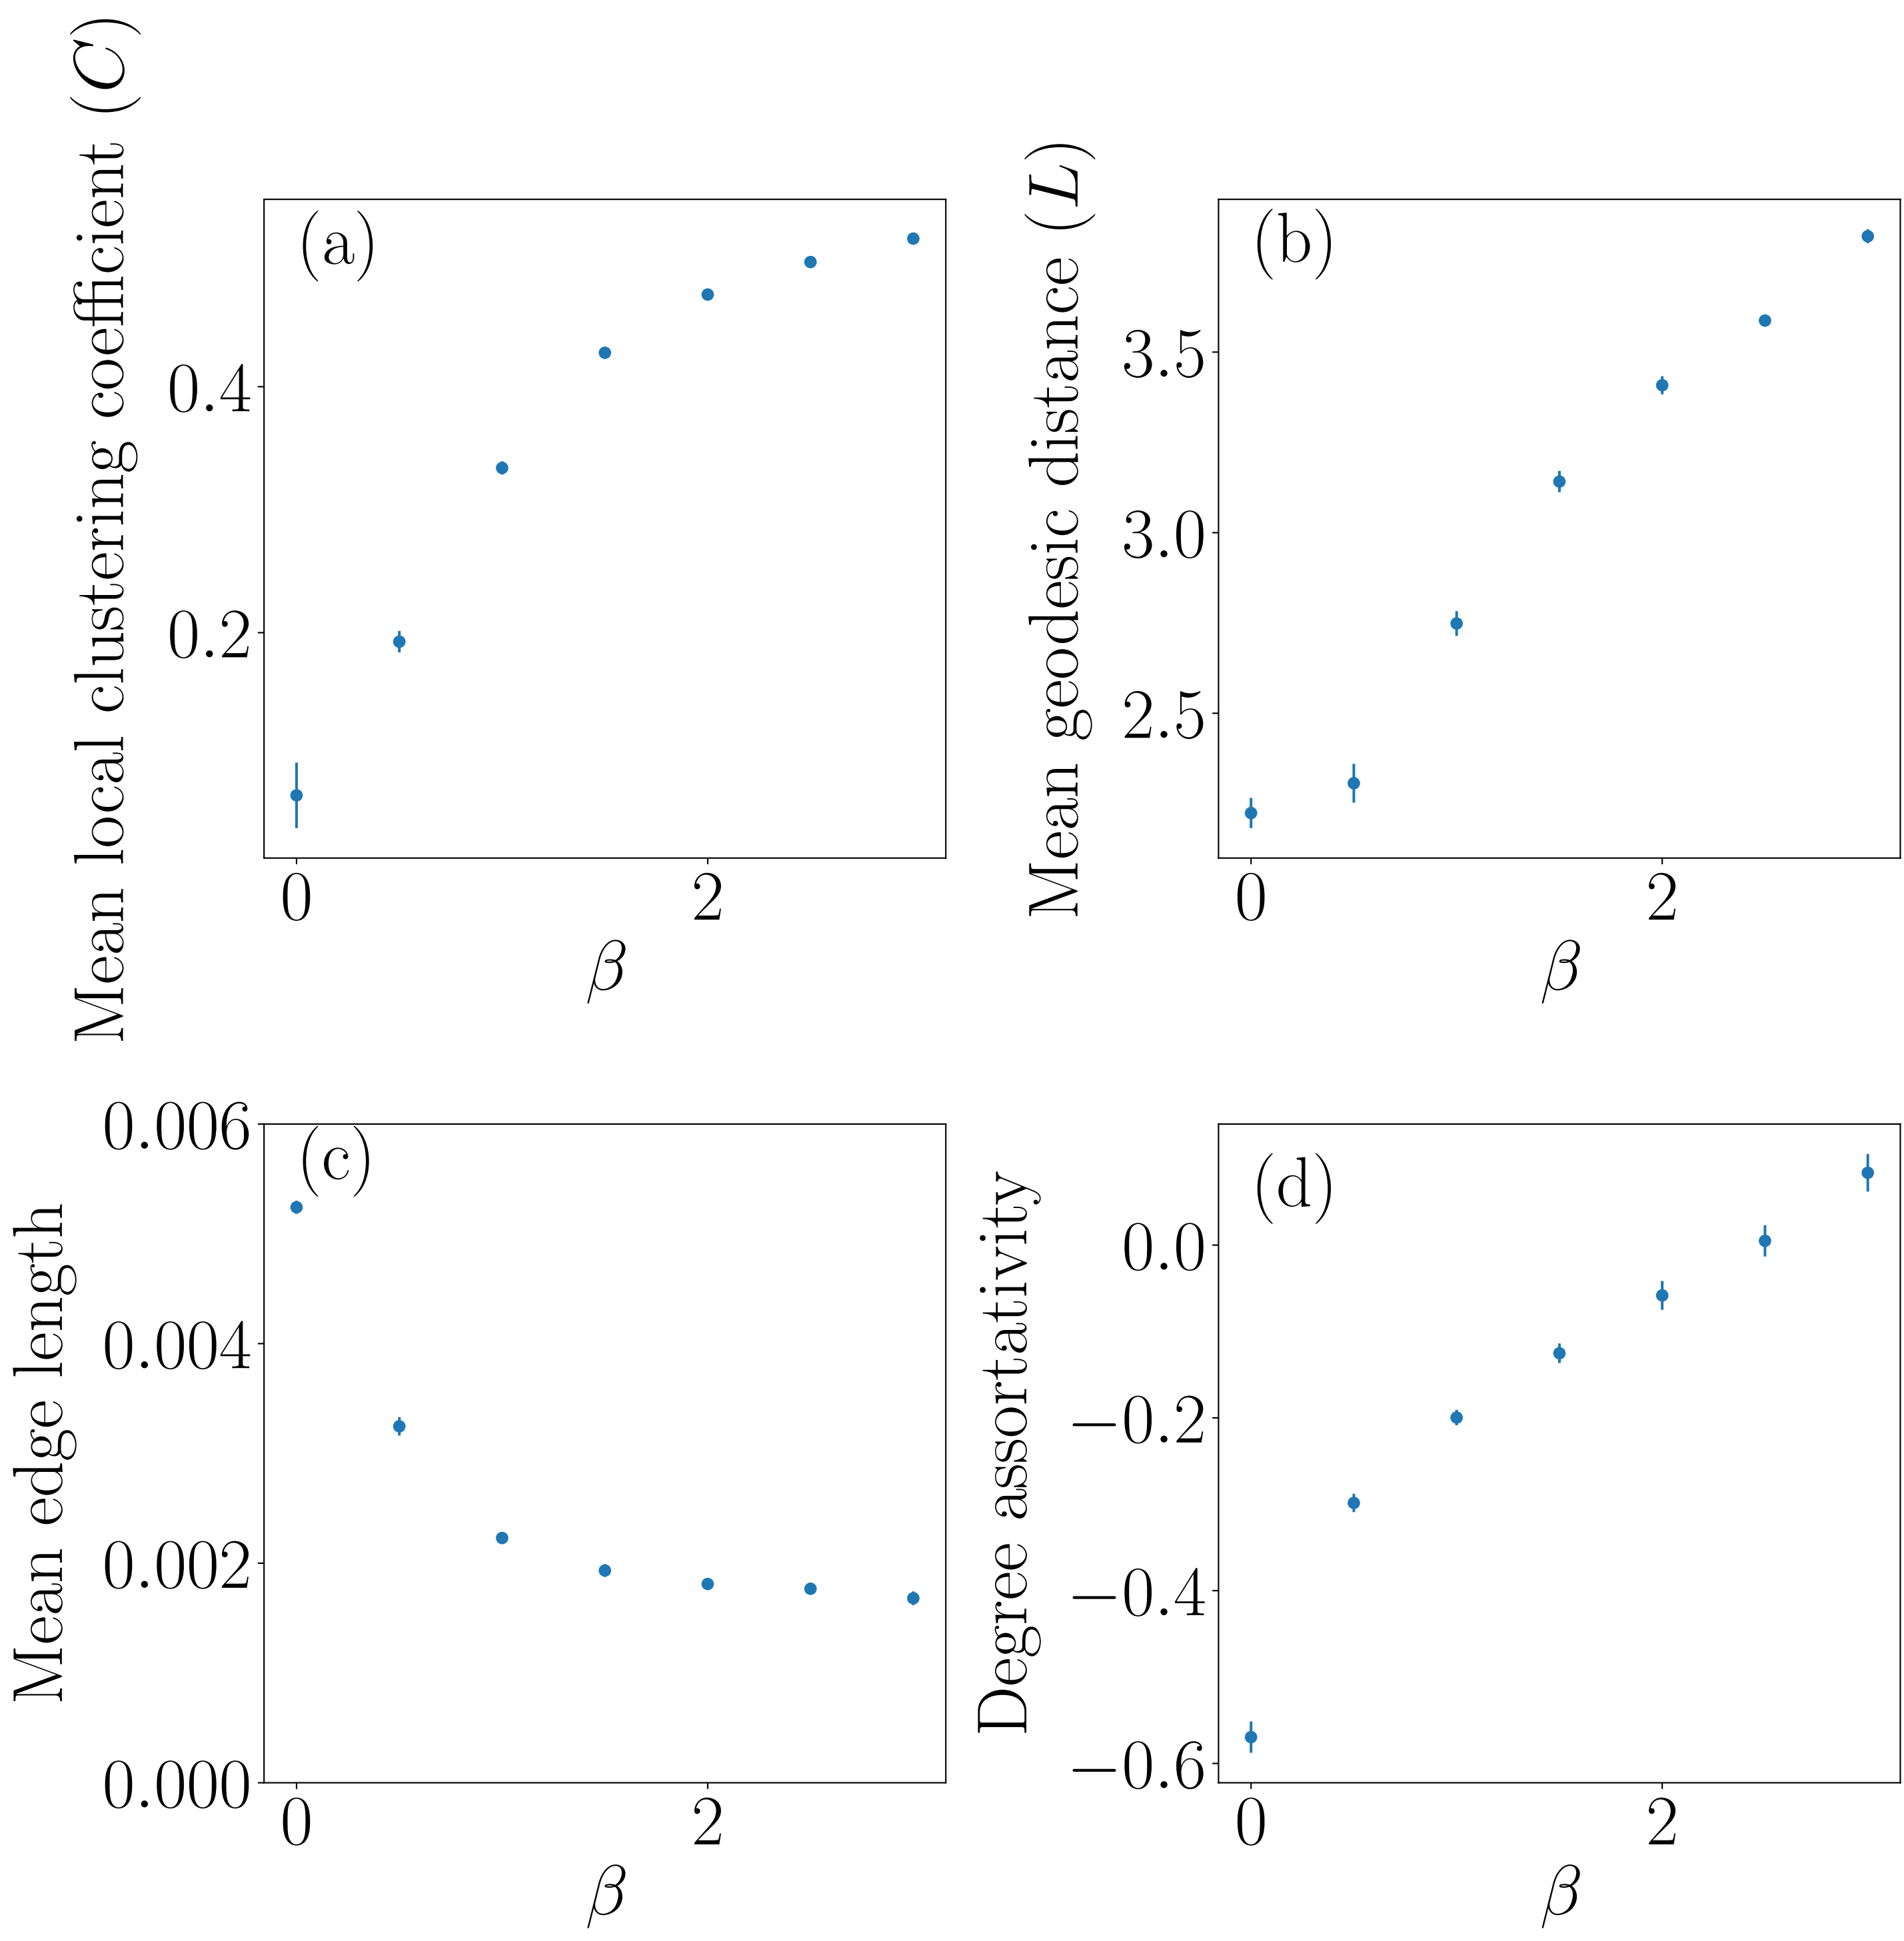 Mean local clustering coefficient (C)
(a)
0.4
0.2
0
2
β
Mean geodesic distance (L)
(b)
3.5
3.0
2.5
0
2
β
Mean edge length
(c)
0.006
0.004
0.002
0.000
0
2
β
Degree assortativity
(d)
0.0
−0.2
−0.4
−0.6
0
2
β